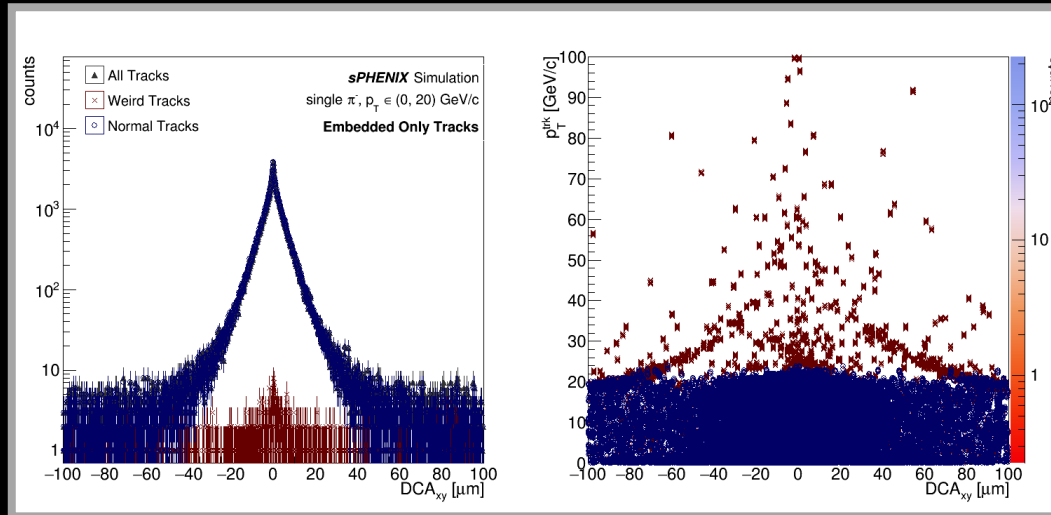 counts
All Tracks
Weird Tracks
Normal Tracks
sPHENIX Simulation
single π⁻, p_T ∈ (0, 20) GeV/c
Embedded Only Tracks
10⁴
10³
10²
10
1
−100 −80 −60 −40 −20 0 20 40 60 80 100
DCA_xy [μm]
p_T^trk [GeV/c]
100
90
80
70
60
50
40
30
20
10
0
−100 −80 −60 −40 −20 0 20 40 60 80 100
DCA_xy [μm]
10²
10
1